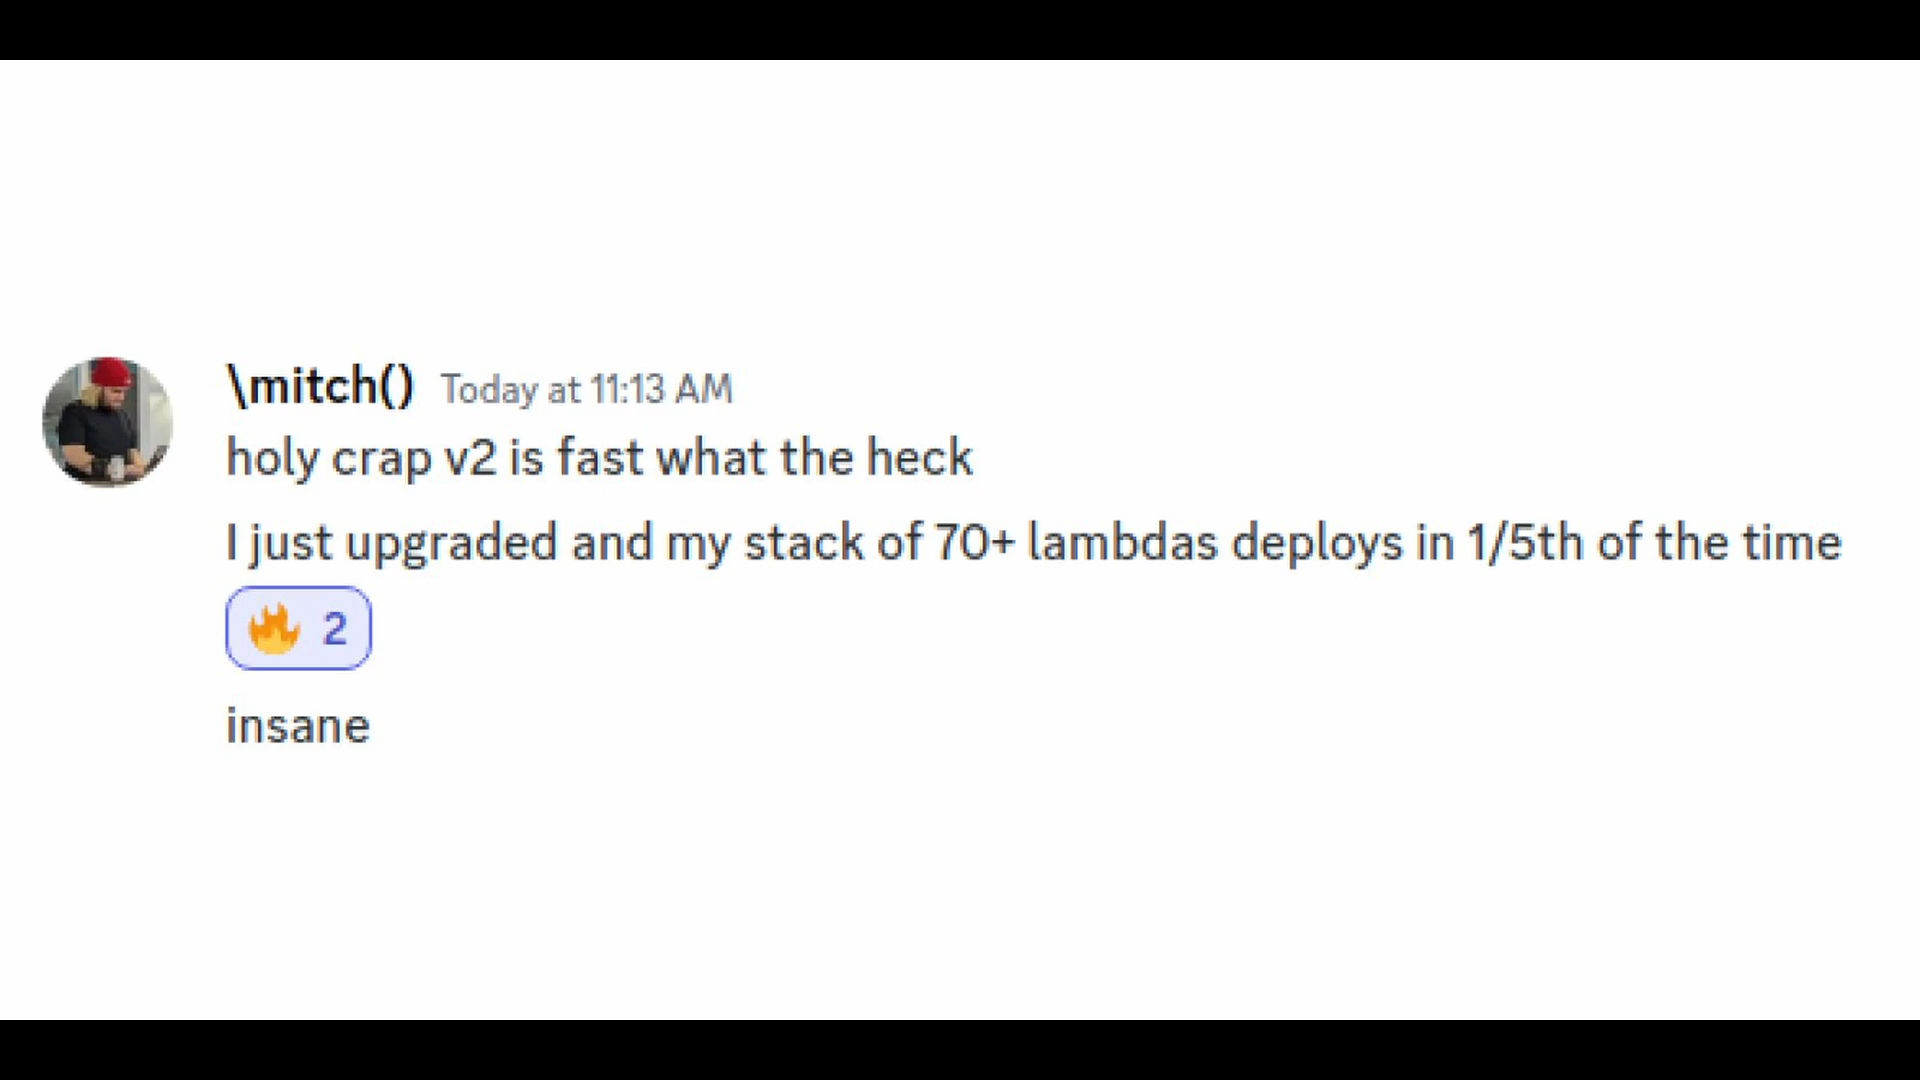 \mitch() Today at 11:13 AM
holy crap v2 is fast what the heck
I just upgraded and my stack of 70+ lambdas deploys in 1/5th of the time
🔥 2
insane